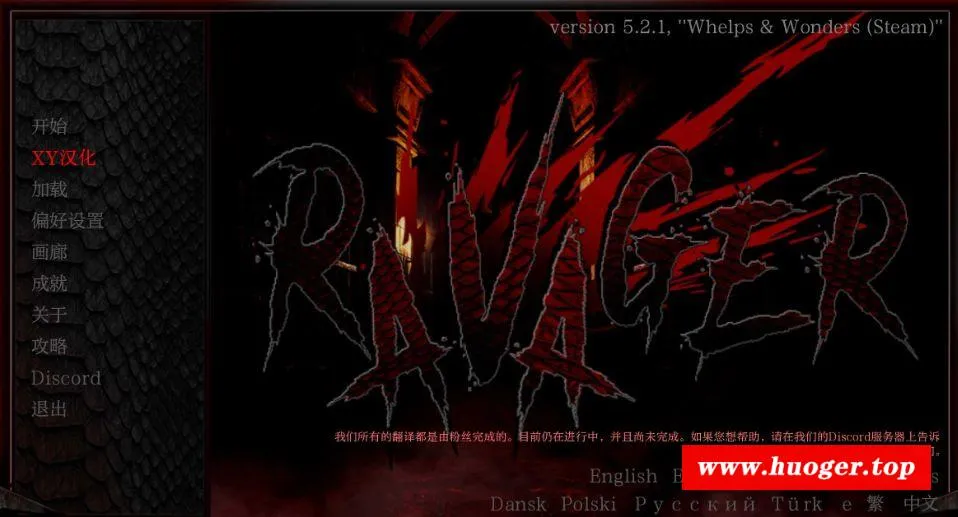 version 5.2.1, "Whelps & Wonders (Steam)"
开始
XY汉化
加载
偏好设置
画廊
成就
关于
攻略
Discord
退出
RAVAGER
我们所有的翻译都是由粉丝完成的。目前仍在进行中，并且尚未完成。如果您想帮助，请在我们的Discord服务器上告诉
www.huoger.top
English
Dansk Polski Русский Türk e 繁 中文